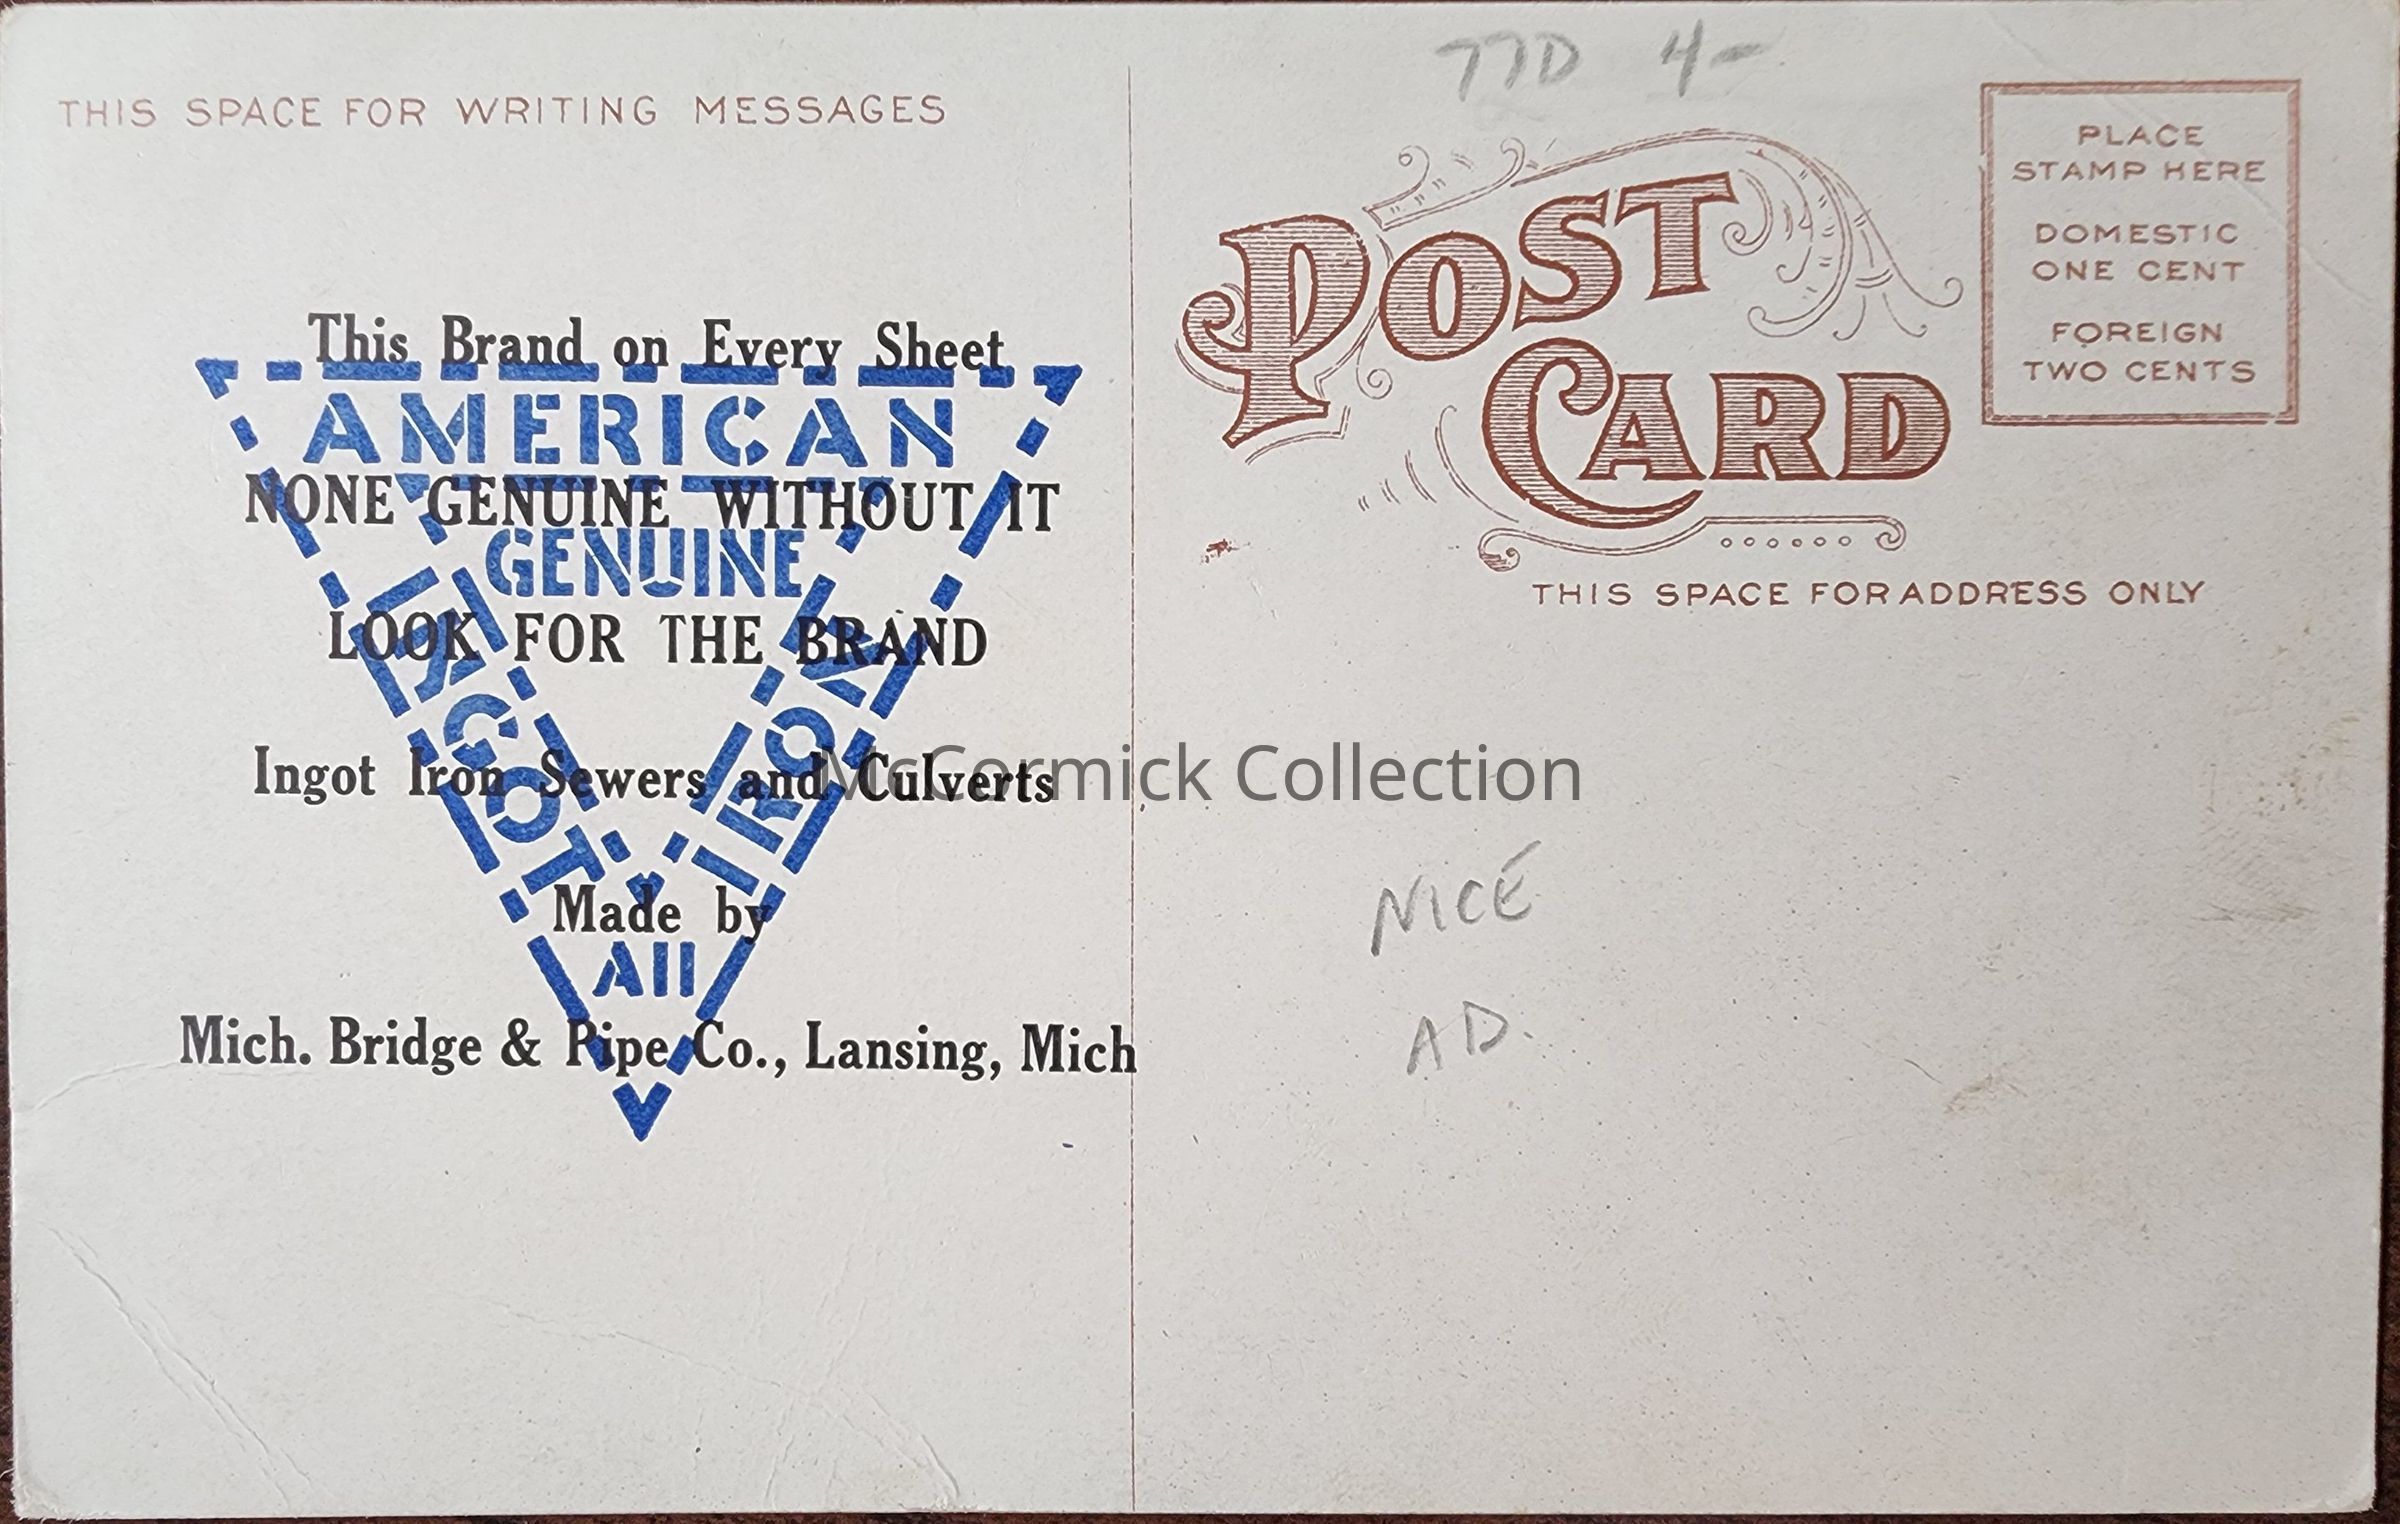 THIS SPACE FOR WRITING MESSAGES
This Brand on Every Sheet
AMERICAN
NONE GENUINE WITHOUT IT
GENUINE
LOOK FOR THE BRAND
INGOT
IRON
Ingot Iron Sewers and Culverts
Made by
All
Mich. Bridge & Pipe Co., Lansing, Mich
77D 4-
POST
CARD
PLACE
STAMP HERE
DOMESTIC
ONE CENT
FOREIGN
TWO CENTS
THIS SPACE FOR ADDRESS ONLY
McCormick Collection
NICE
AD.